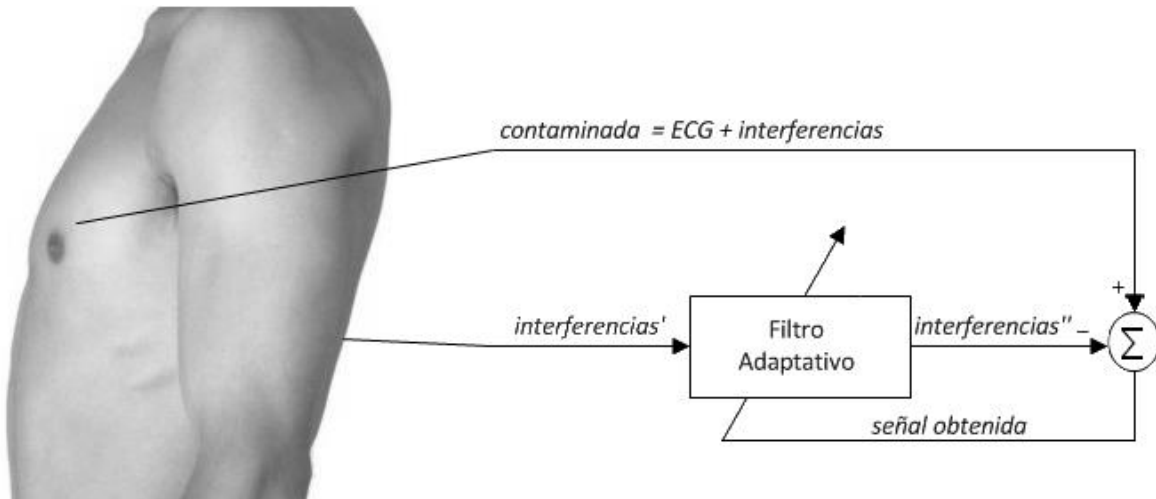 contaminada = ECG + interferencias
+
interferencias'
Filtro
Adaptativo
interferencias''
−
Σ
señal obtenida